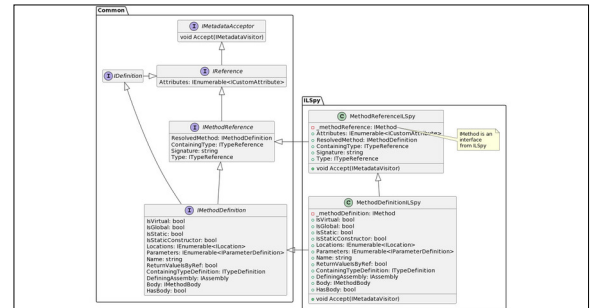 Common
I IMetadataAcceptor
void Accept(IMetadataVisitor)
I IDefinition
I IReference
Attributes: IEnumerable<ICustomAttribute>
I IMethodReference
ResolvedMethod: IMethodDefinition
ContainingType: ITypeReference
Signature: string
Type: ITypeReference
I IMethodDefinition
IsVirtual: bool
IsGlobal: bool
IsStatic: bool
IsStaticConstructor: bool
Locations: IEnumerable<ILocation>
Parameters: IEnumerable<IParameterDefinition>
Name: string
ReturnValueIsByRef: bool
ContainingTypeDefinition: ITypeDefinition
DefiningAssembly: IAssembly
Body: IMethodBody
HasBody: bool
ILSpy
C MethodReferenceILSpy
_methodReference: IMethod
Attributes: IEnumerable<ICustomAttribute>
ResolvedMethod: IMethodDefinition
ContainingType: ITypeReference
Signature: string
Type: ITypeReference
void Accept(IMetadataVisitor)
IMethod is an
interface
from ILSpy
C MethodDefinitionILSpy
_methodDefinition: IMethod
IsVirtual: bool
IsGlobal: bool
IsStatic: bool
IsStaticConstructor: bool
Locations: IEnumerable<ILocation>
Parameters: IEnumerable<IParameterDefinition>
Name: string
ReturnValueIsByRef: bool
ContainingTypeDefinition: ITypeDefinition
DefiningAssembly: IAssembly
Body: IMethodBody
HasBody: bool
void Accept(IMetadataVisitor)